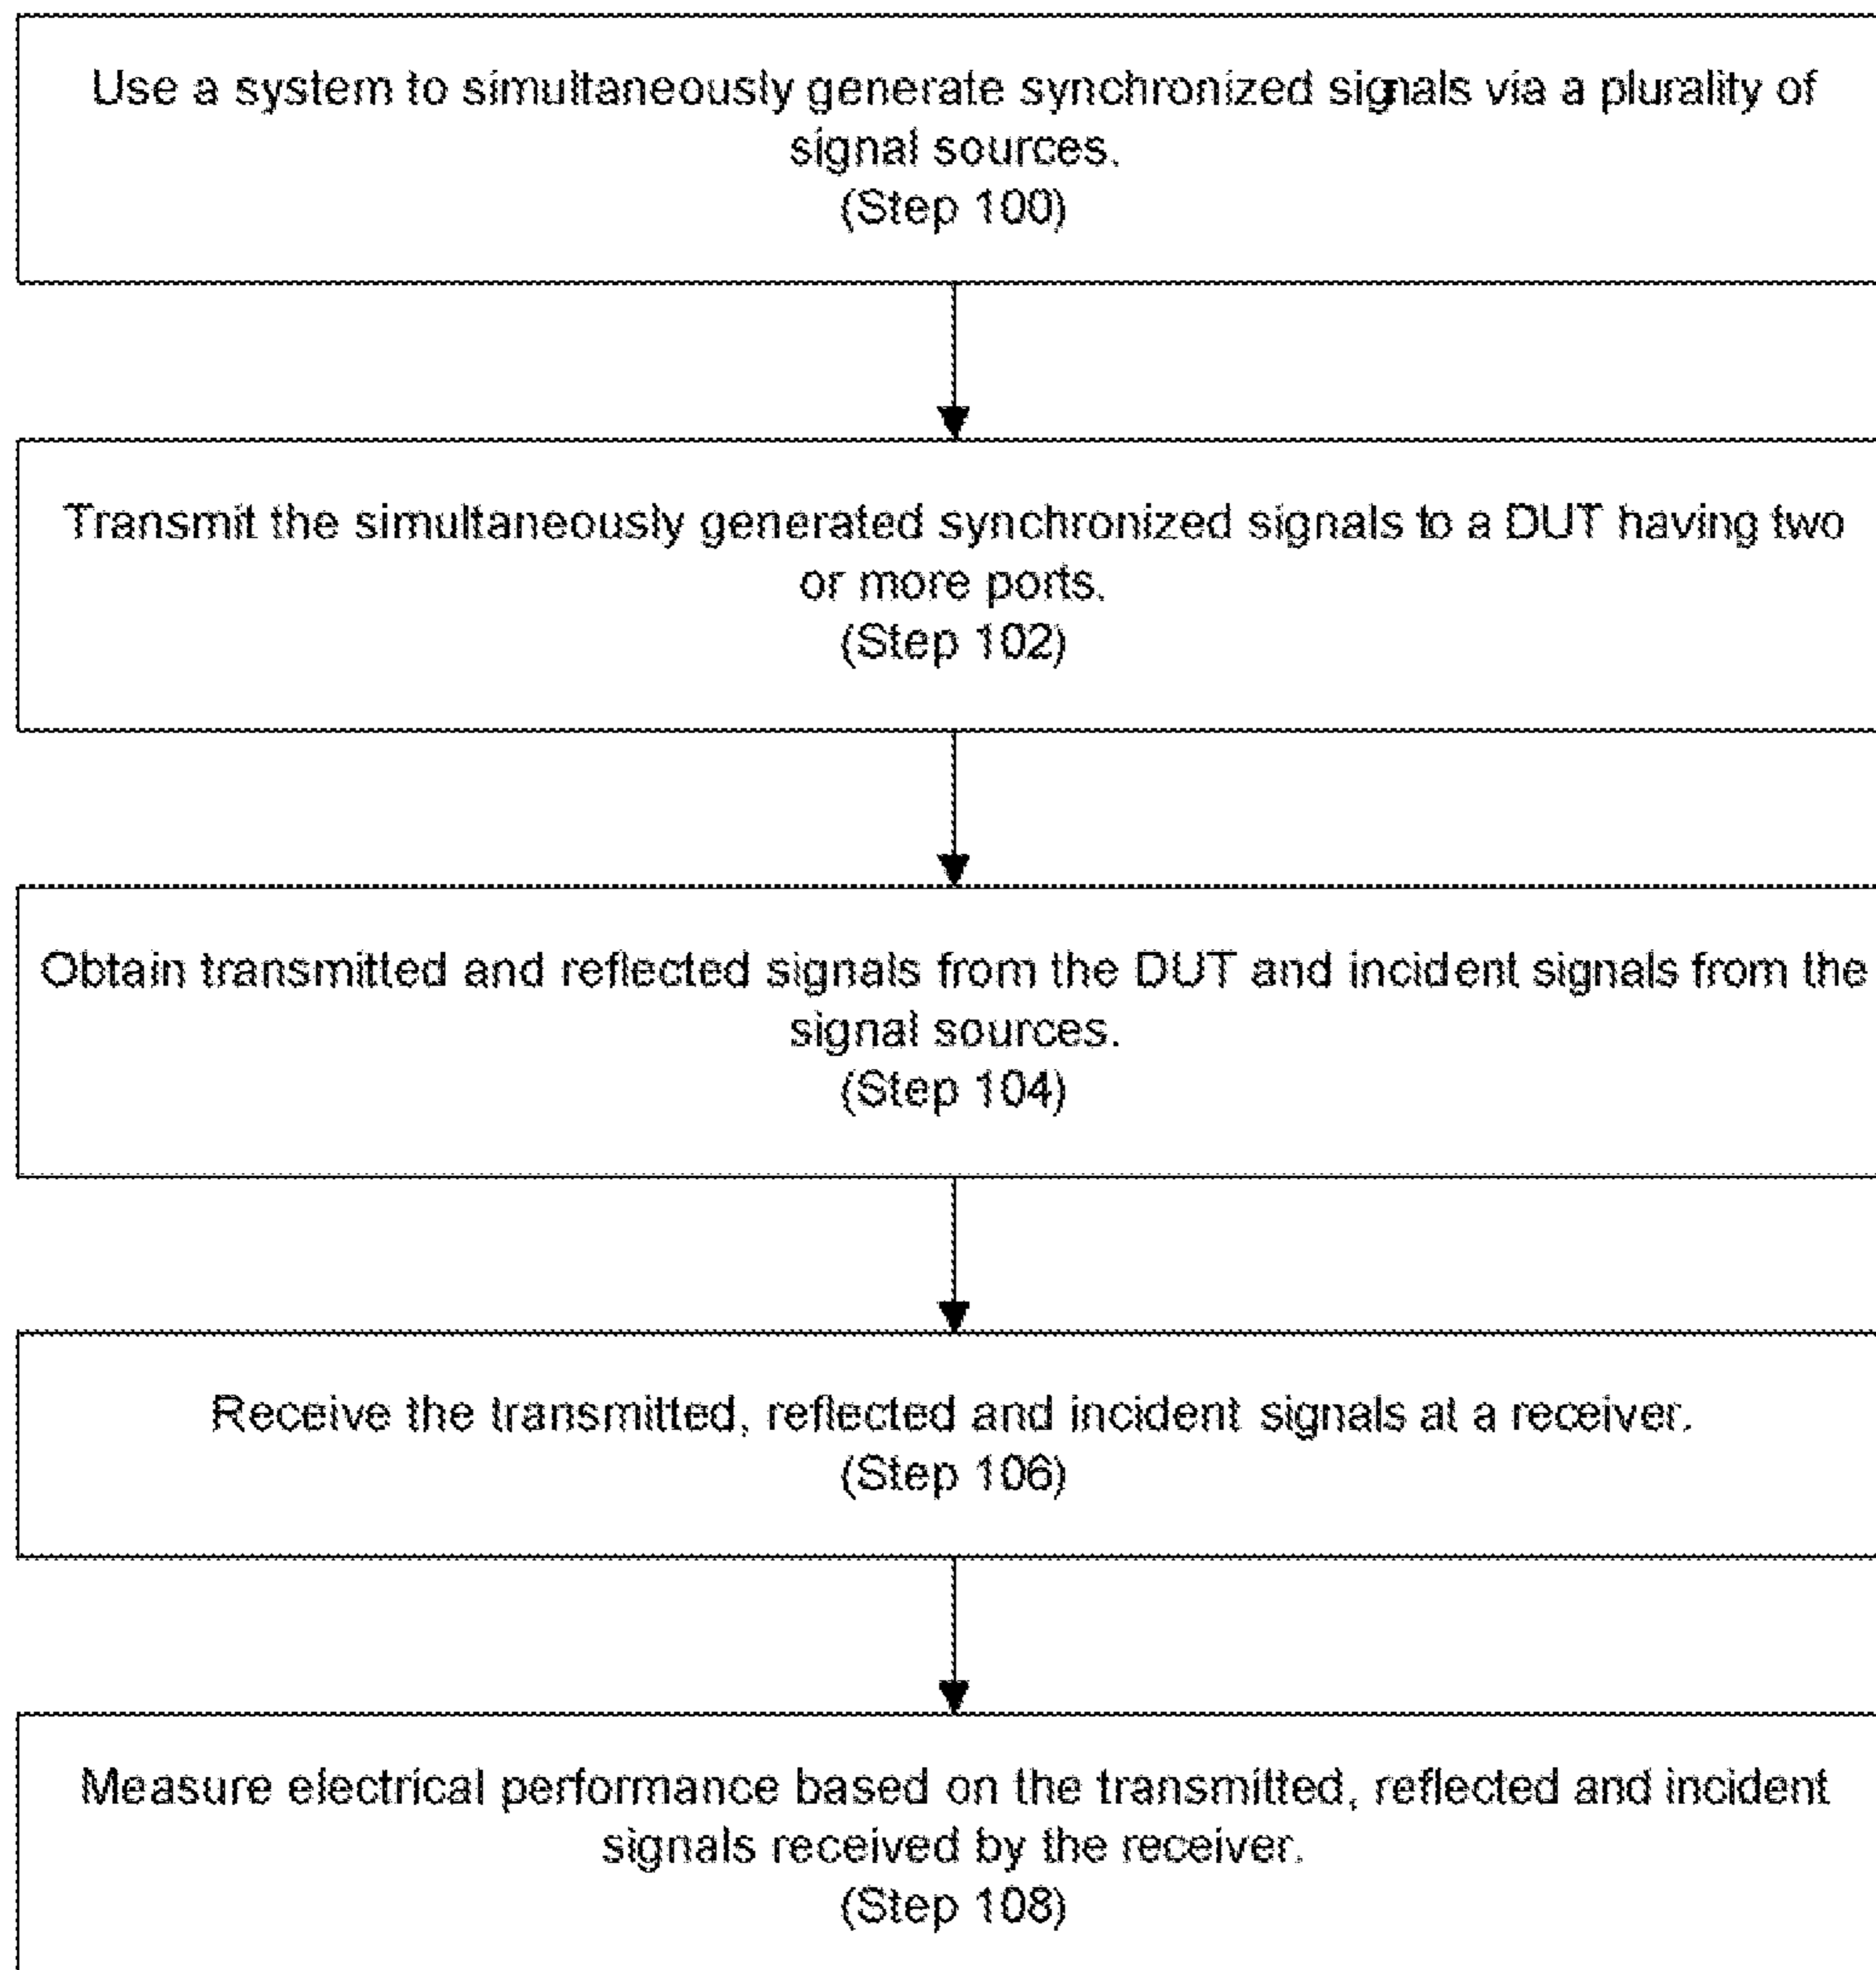 Use a system to simultaneously generate synchronized signals via a plurality of
signal sources.
(Step 100)
Transmit the simultaneously generated synchronized signals to a DUT having two
or more ports.
(Step 102)
Obtain transmitted and reflected signals from the DUT and incident signals from the
signal sources.
(Step 104)
Receive the transmitted, reflected and incident signals at a receiver.
(Step 106)
Measure electrical performance based on the transmitted, reflected and incident
signals received by the receiver.
(Step 108)